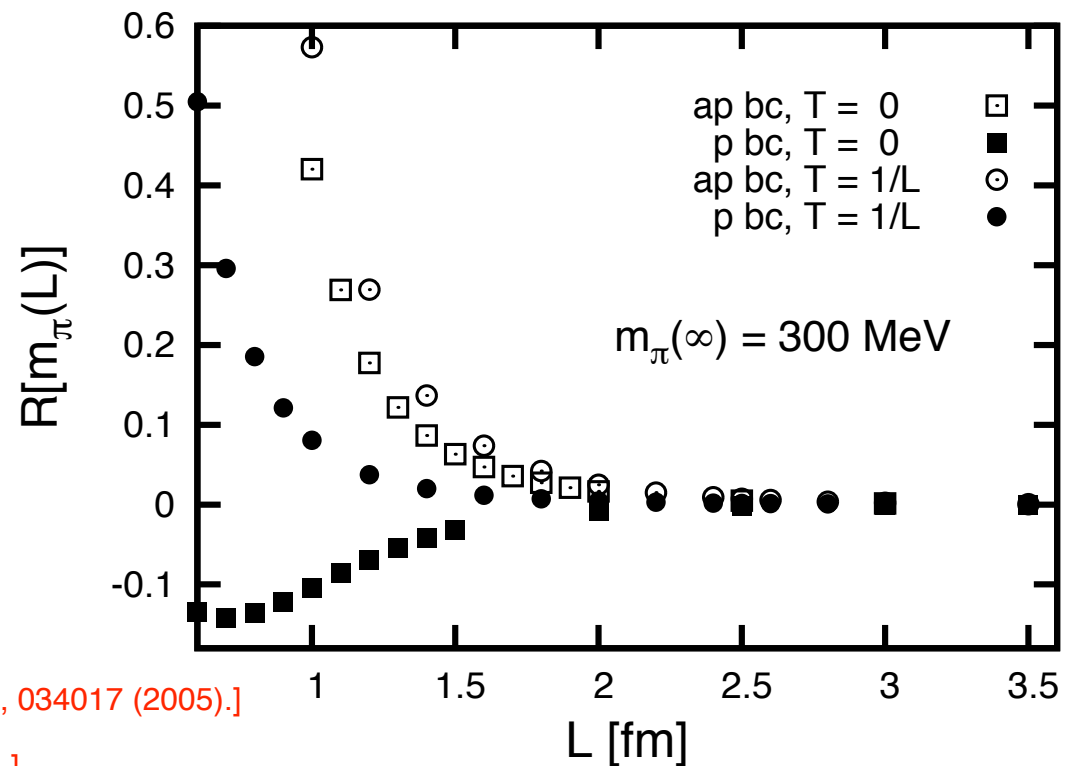 0.6
0.5
0.4
0.3
0.2
0.1
0
-0.1
R[mπ(L)]
ap bc, T = 0
p bc, T = 0
ap bc, T = 1/L
p bc, T = 1/L
mπ(∞) = 300 MeV
1 1.5 2 2.5 3 3.5
L [fm]
, 034017 (2005).]
.]